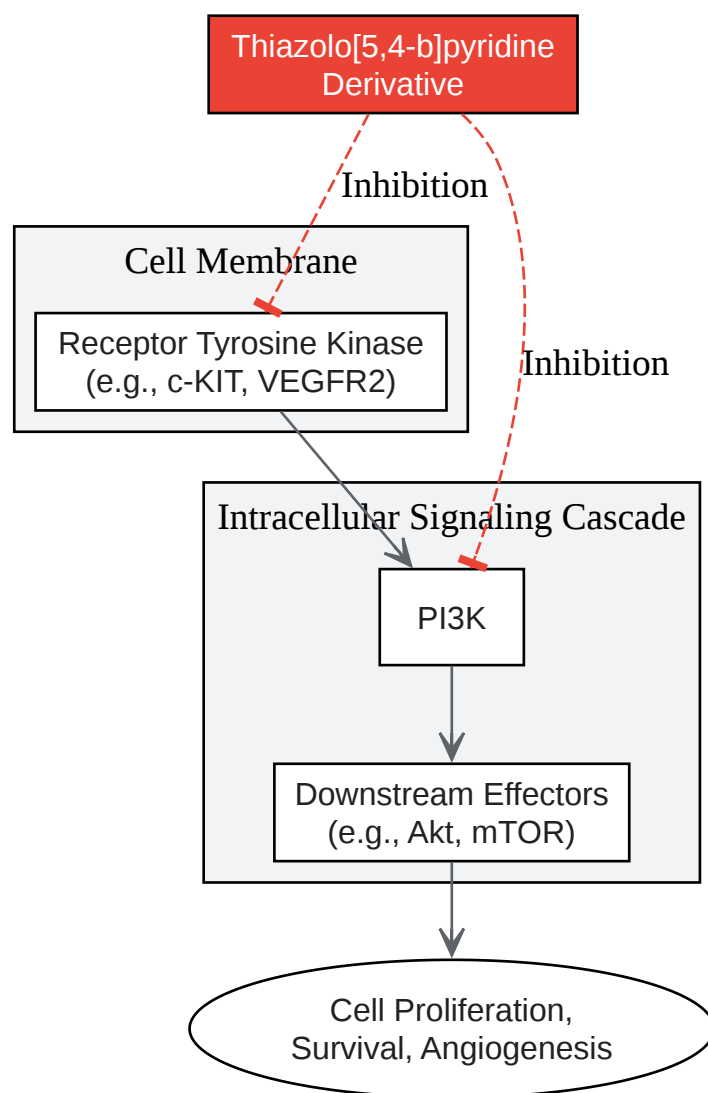 Thiazolo[5,4-b]pyridine
Derivative
Inhibition
Cell Membrane
Receptor Tyrosine Kinase
(e.g., c-KIT, VEGFR2)
Inhibition
Intracellular Signaling Cascade
PI3K
Downstream Effectors
(e.g., Akt, mTOR)
Cell Proliferation,
Survival, Angiogenesis